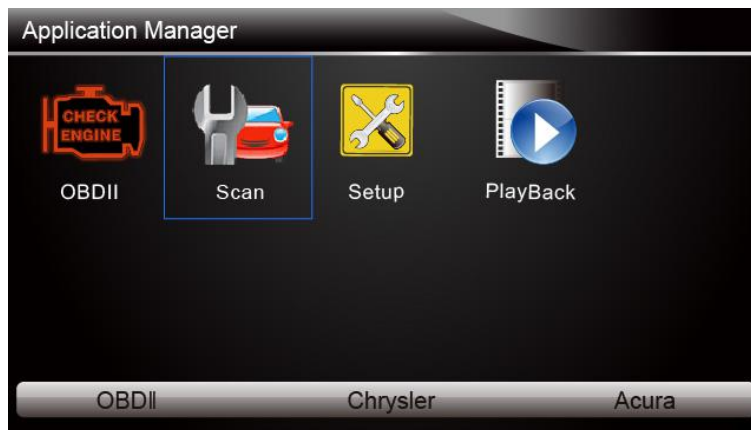 Application Manager
CHECK
ENGINE
OBDII Scan Setup PlayBack
OBDII Chrysler Acura